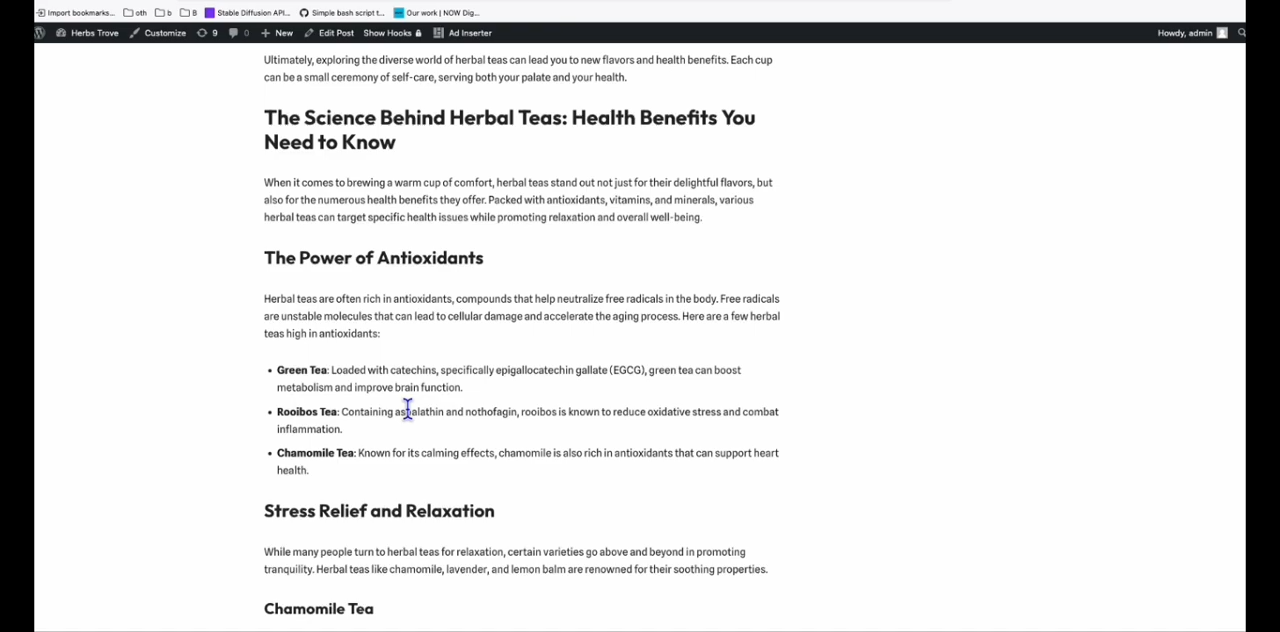 Import bookmarks... oth b 8 Stable Diffusion API... Simple bash script t... Our work | NOW Dig...
Herbs Trove Customize 9 0 New Edit Post Show Hooks Ad Inserter Howdy, admin
Ultimately, exploring the diverse world of herbal teas can lead you to new flavors and health benefits. Each cup
can be a small ceremony of self-care, serving both your palate and your health.
The Science Behind Herbal Teas: Health Benefits You
Need to Know
When it comes to brewing a warm cup of comfort, herbal teas stand out not just for their delightful flavors, but
also for the numerous health benefits they offer. Packed with antioxidants, vitamins, and minerals, various
herbal teas can target specific health issues while promoting relaxation and overall well-being.
The Power of Antioxidants
Herbal teas are often rich in antioxidants, compounds that help neutralize free radicals in the body. Free radicals
are unstable molecules that can lead to cellular damage and accelerate the aging process. Here are a few herbal
teas high in antioxidants:
• Green Tea: Loaded with catechins, specifically epigallocatechin gallate (EGCG), green tea can boost
metabolism and improve brain function.
• Rooibos Tea: Containing aspalathin and nothofagin, rooibos is known to reduce oxidative stress and combat
inflammation.
• Chamomile Tea: Known for its calming effects, chamomile is also rich in antioxidants that can support heart
health.
Stress Relief and Relaxation
While many people turn to herbal teas for relaxation, certain varieties go above and beyond in promoting
tranquility. Herbal teas like chamomile, lavender, and lemon balm are renowned for their soothing properties.
Chamomile Tea